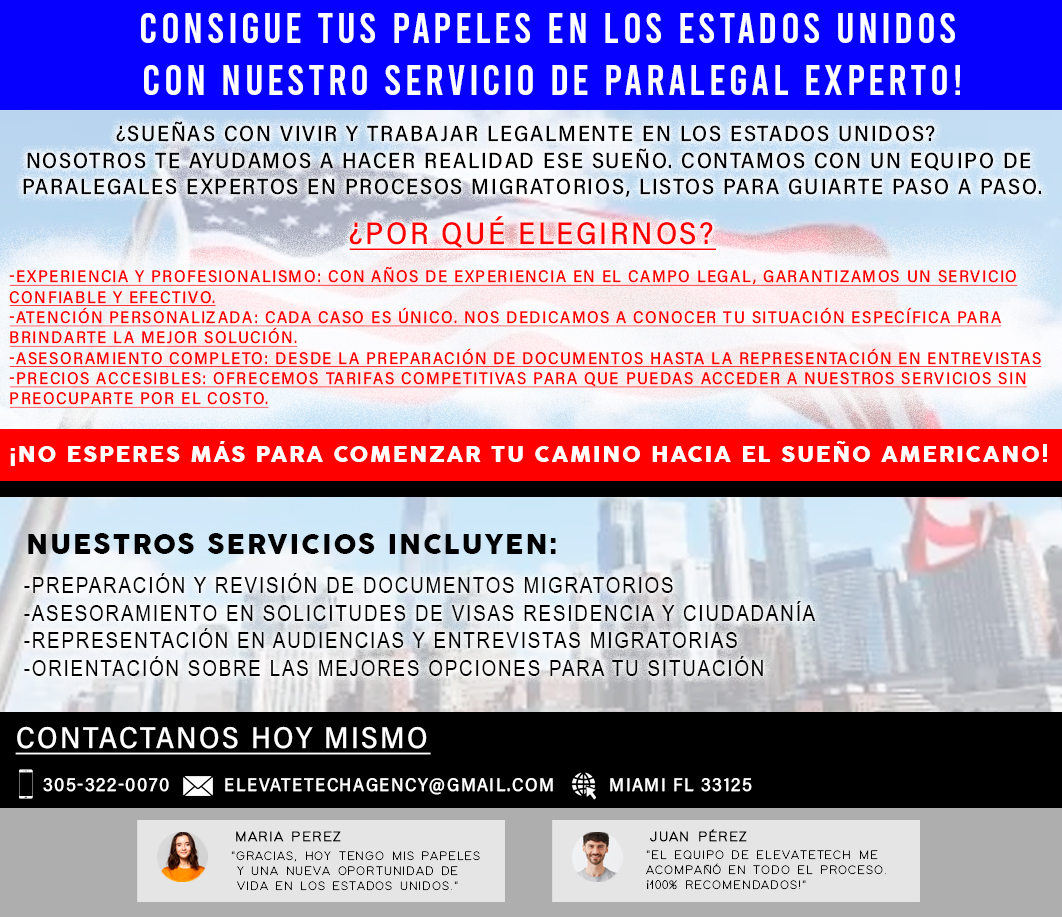 CONSIGUE TUS PAPELES EN LOS ESTADOS UNIDOS
CON NUESTRO SERVICIO DE PARALEGAL EXPERTO!
¿SUEÑAS CON VIVIR Y TRABAJAR LEGALMENTE EN LOS ESTADOS UNIDOS?
NOSOTROS TE AYUDAMOS A HACER REALIDAD ESE SUEÑO. CONTAMOS CON UN EQUIPO DE
PARALEGALES EXPERTOS EN PROCESOS MIGRATORIOS, LISTOS PARA GUIARTE PASO A PASO.
¿POR QUÉ ELEGIRNOS?
-EXPERIENCIA Y PROFESIONALISMO: CON AÑOS DE EXPERIENCIA EN EL CAMPO LEGAL, GARANTIZAMOS UN SERVICIO
CONFIABLE Y EFECTIVO.
-ATENCIÓN PERSONALIZADA: CADA CASO ES ÚNICO. NOS DEDICAMOS A CONOCER TU SITUACIÓN ESPECÍFICA PARA
BRINDARTE LA MEJOR SOLUCIÓN.
-ASESORAMIENTO COMPLETO: DESDE LA PREPARACIÓN DE DOCUMENTOS HASTA LA REPRESENTACIÓN EN ENTREVISTAS
-PRECIOS ACCESIBLES: OFRECEMOS TARIFAS COMPETITIVAS PARA QUE PUEDAS ACCEDER A NUESTROS SERVICIOS SIN
PREOCUPARTE POR EL COSTO.
¡NO ESPERES MÁS PARA COMENZAR TU CAMINO HACIA EL SUEÑO AMERICANO!
NUESTROS SERVICIOS INCLUYEN:
-PREPARACIÓN Y REVISIÓN DE DOCUMENTOS MIGRATORIOS
-ASESORAMIENTO EN SOLICITUDES DE VISAS RESIDENCIA Y CIUDADANÍA
-REPRESENTACIÓN EN AUDIENCIAS Y ENTREVISTAS MIGRATORIAS
-ORIENTACIÓN SOBRE LAS MEJORES OPCIONES PARA TU SITUACIÓN
CONTACTANOS HOY MISMO
305-322-0070 ELEVATETECHAGENCY@GMAIL.COM MIAMI FL 33125
MARIA PEREZ
"GRACIAS, HOY TENGO MIS PAPELES
Y UNA NUEVA OPORTUNIDAD DE
VIDA EN LOS ESTADOS UNIDOS."
JUAN PÉREZ
"EL EQUIPO DE ELEVATETECH ME
ACOMPAÑÓ EN TODO EL PROCESO.
¡100% RECOMENDADOS!"